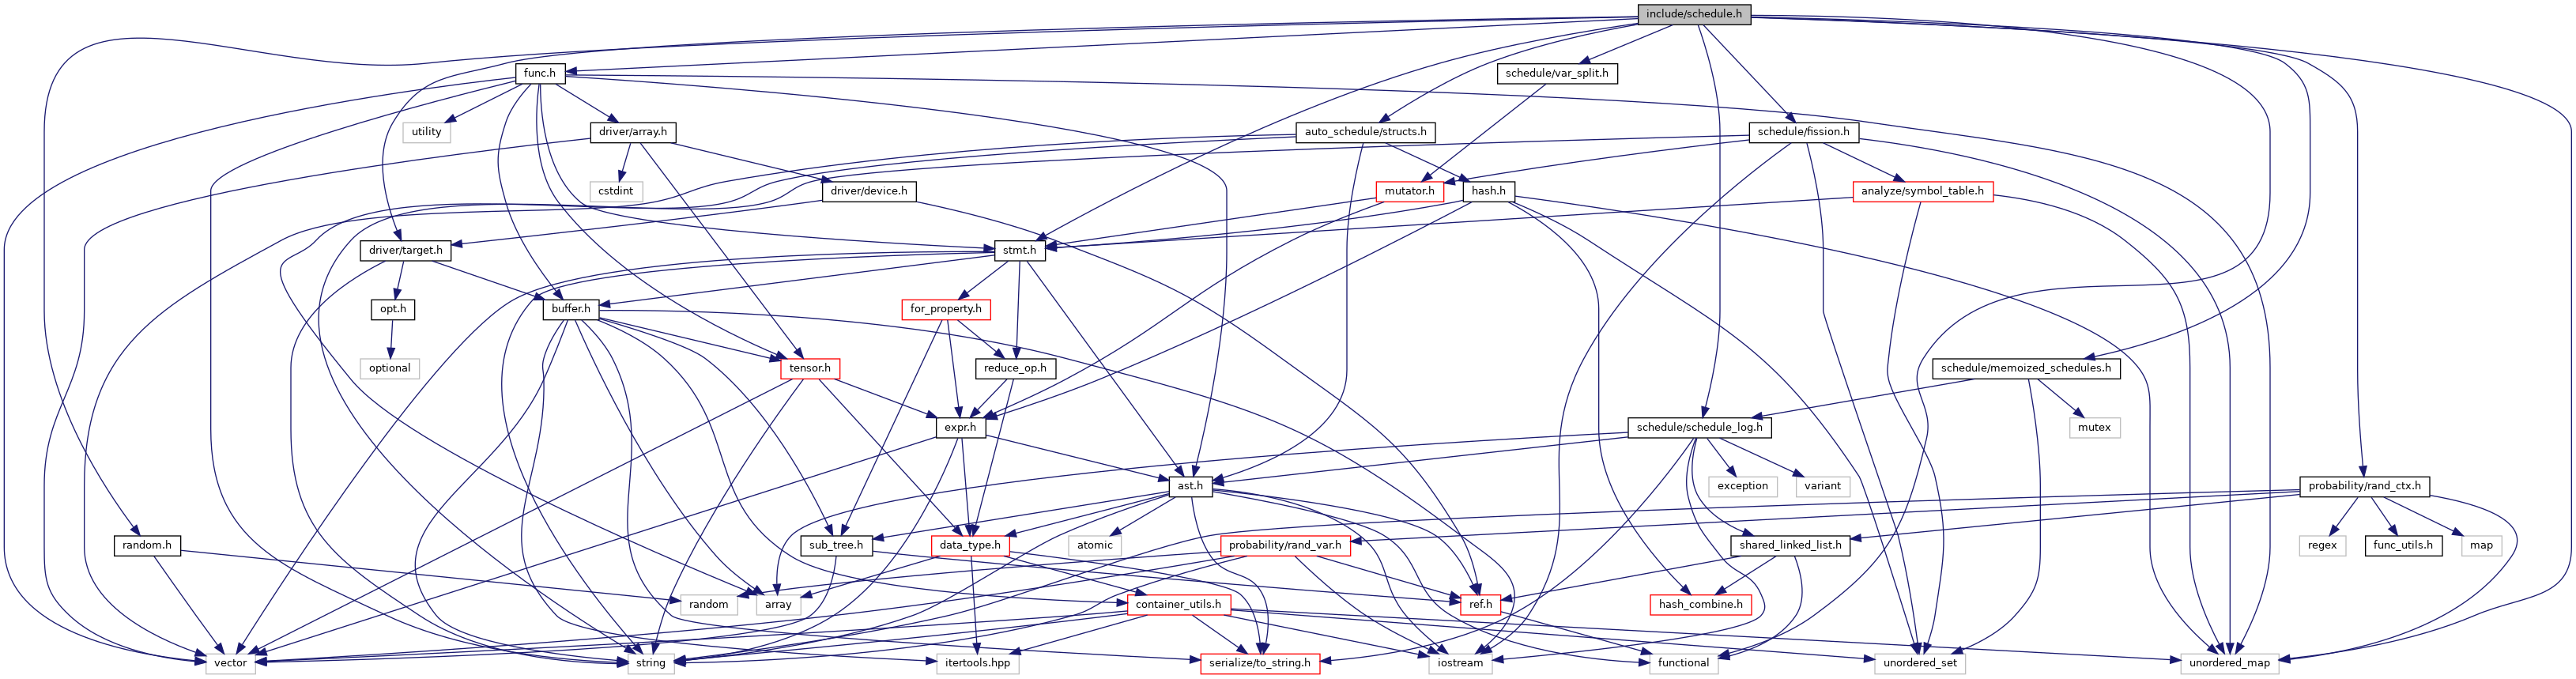 include/schedule.h
func.h
schedule/var_split.h
utility
driver/array.h
auto_schedule/structs.h
schedule/fission.h
cstdint
driver/device.h
mutator.h
hash.h
analyze/symbol_table.h
driver/target.h
stmt.h
opt.h
buffer.h
for_property.h
optional
tensor.h
reduce_op.h
schedule/memoized_schedules.h
expr.h
schedule/schedule_log.h
mutex
ast.h
exception
variant
probability/rand_ctx.h
random.h
sub_tree.h
data_type.h
atomic
probability/rand_var.h
shared_linked_list.h
regex
func_utils.h
map
random
array
container_utils.h
ref.h
hash_combine.h
vector
string
itertools.hpp
serialize/to_string.h
iostream
functional
unordered_set
unordered_map